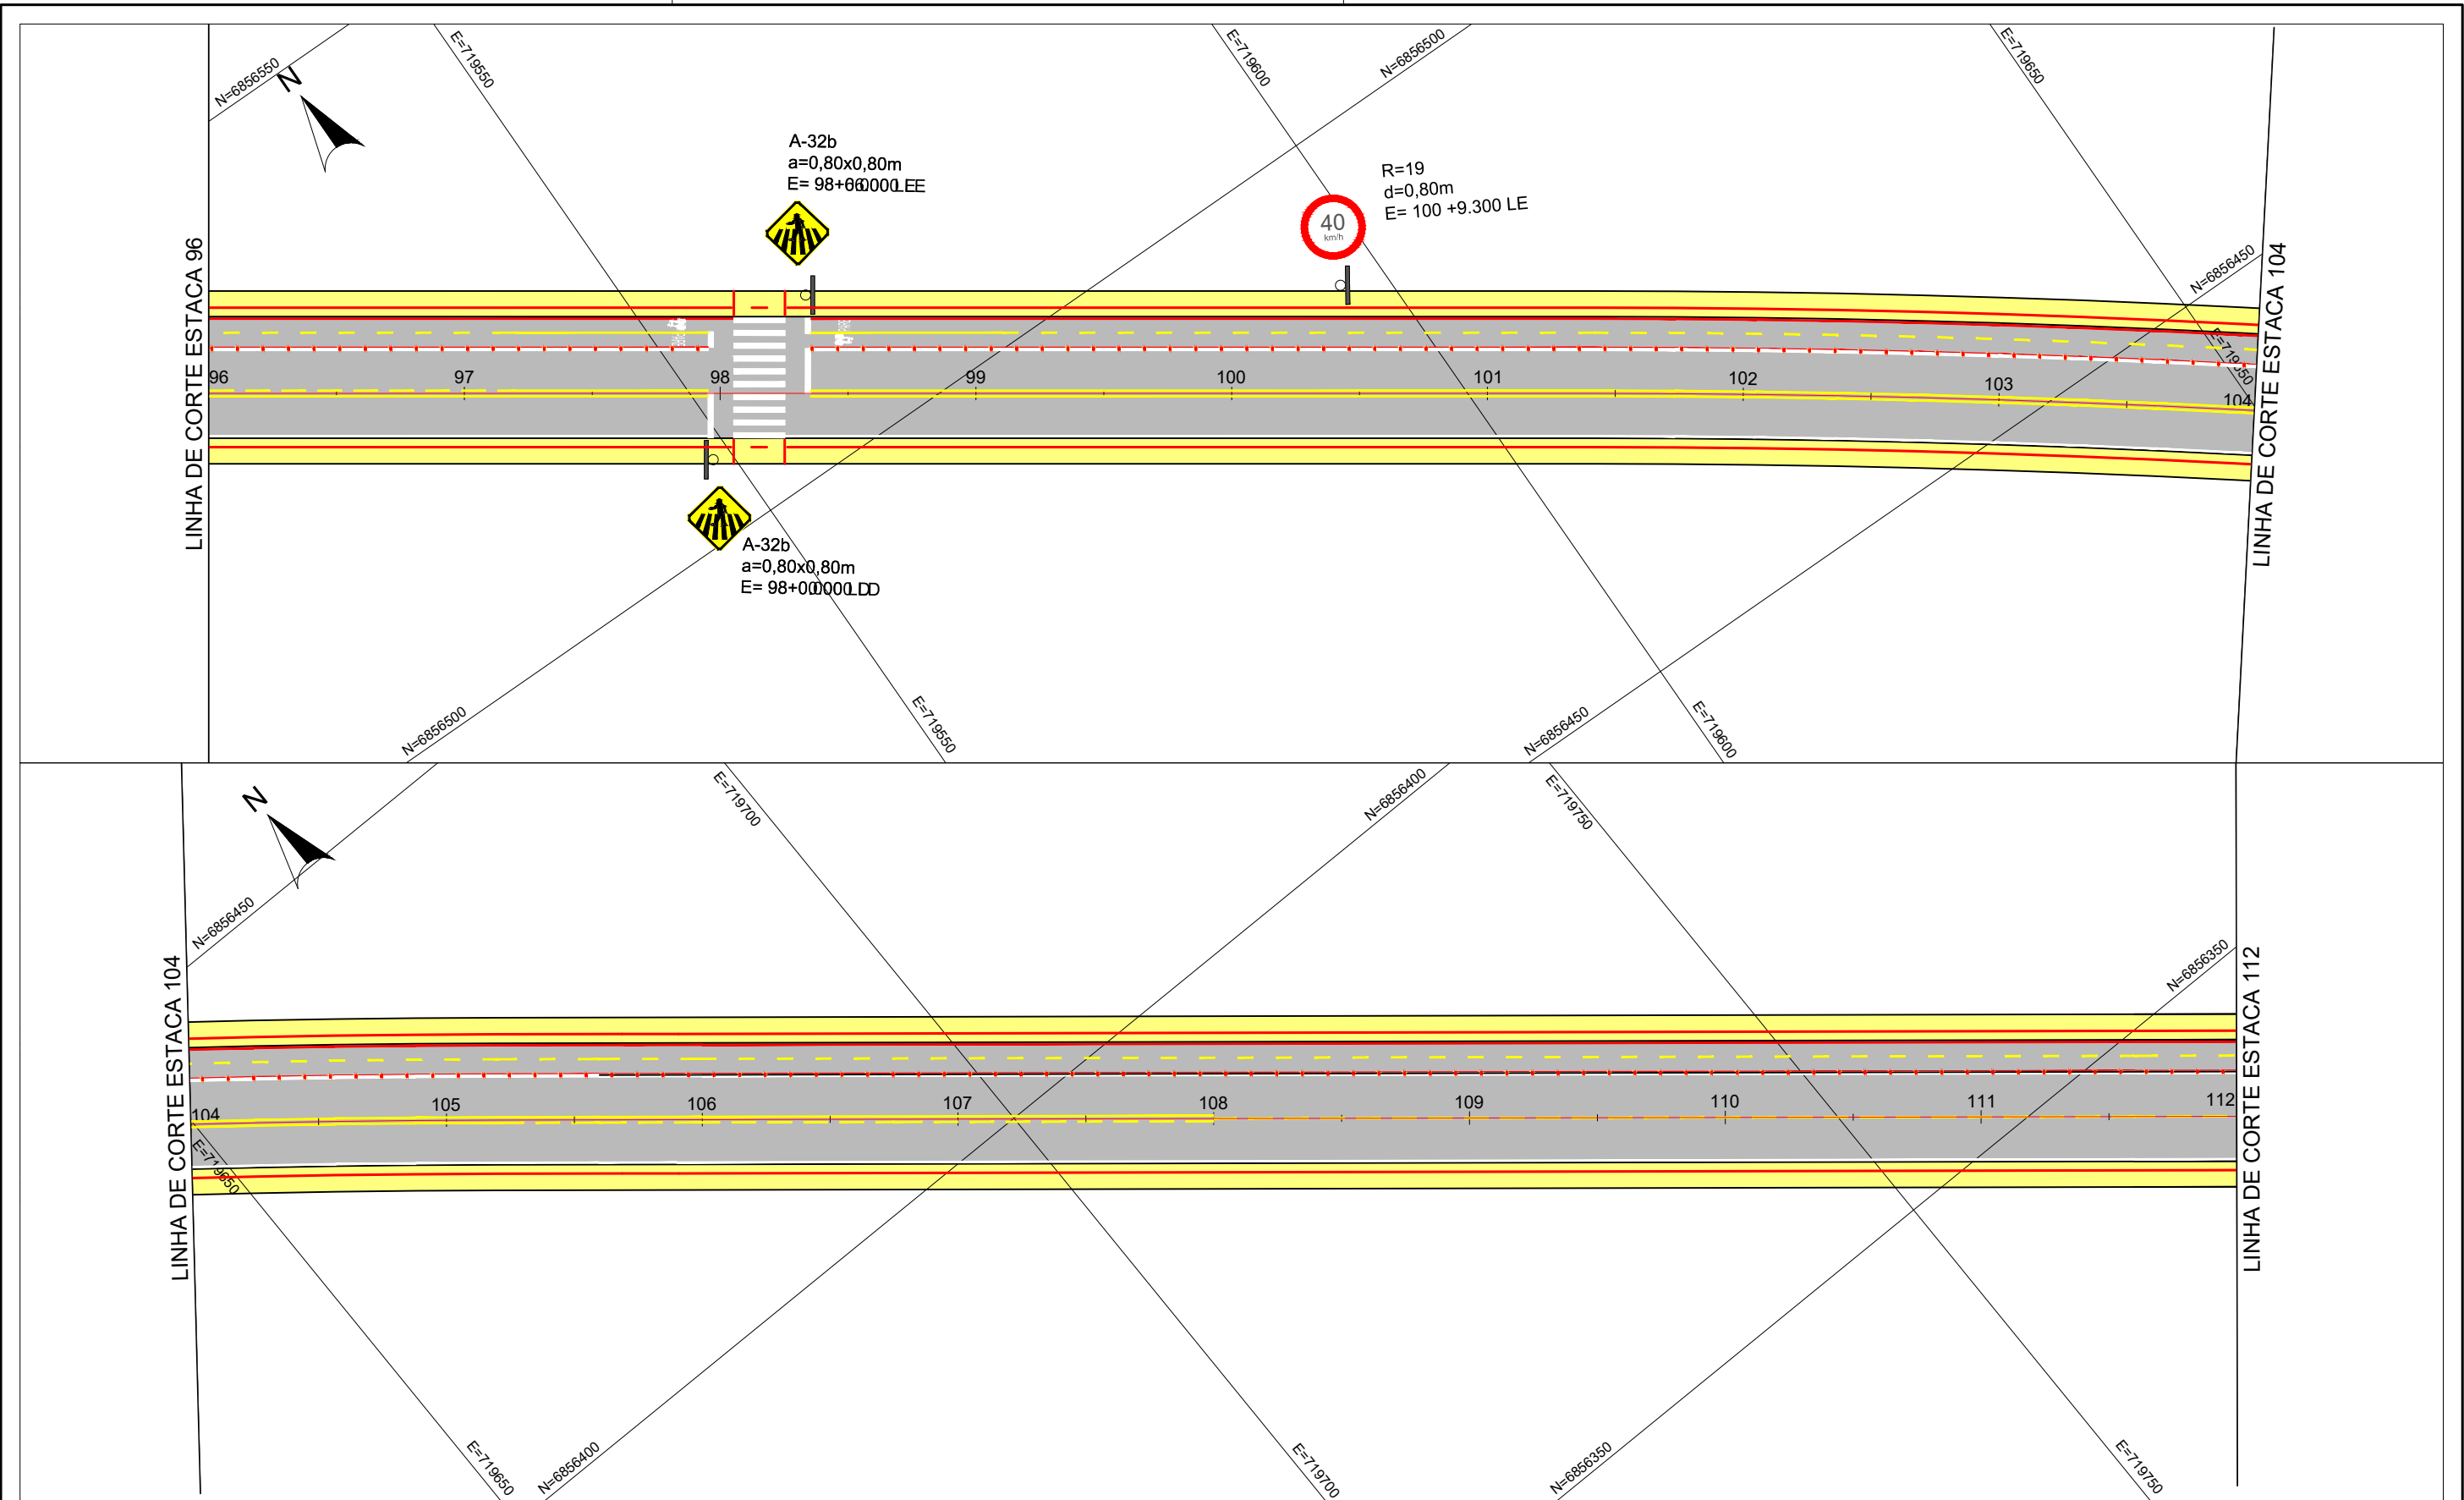 E=719550
E=719600
N=6856500
E=719650
N=6856550
N
A-32b
a=0,80x0,80m
R=19
d=0,80m
E= 100 +9.300 LE
40
km/h
LINHA DE CORTE ESTACA 96
LINHA DE CORTE ESTACA 104
N=6856450
96
97
98
99
100
101
102
103
104
A-32b
a=0,80x0,80m
N=6856500
E=719550
N=6856450
E=719600
N
E=719700
N=6856400
E=719750
N=6856450
LINHA DE CORTE ESTACA 104
LINHA DE CORTE ESTACA 112
N=6856350
104
105
106
107
108
109
110
111
112
E=719650
E=719650
N=6856400
E=719700
N=6856350
E=719750